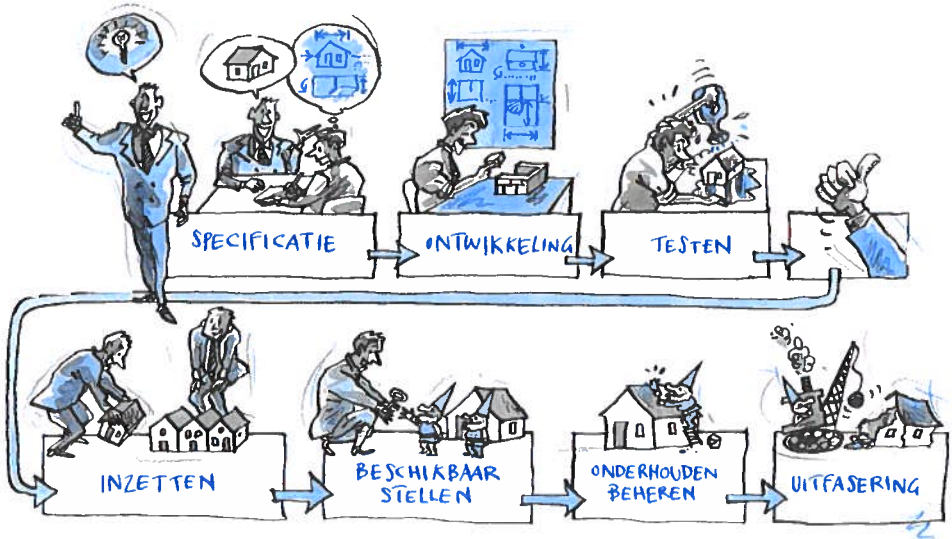 SPECIFICATIE
ONTWIKKELING
TESTEN
INZETTEN
BESCHIKBAAR
STELLEN
ONDERHOUDEN
BEHEREN
UITFASERING